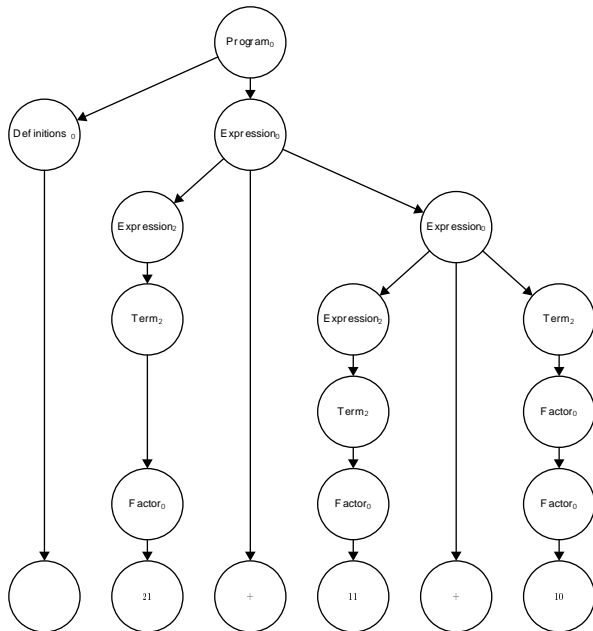 Program₀
Definitions ₀
Expression₀
Expression₂
Expression₀
Term₂
Expression₂
Term₂
Term₂
Factor₀
Factor₀
Factor₀
Factor₀
21
+
11
+
10